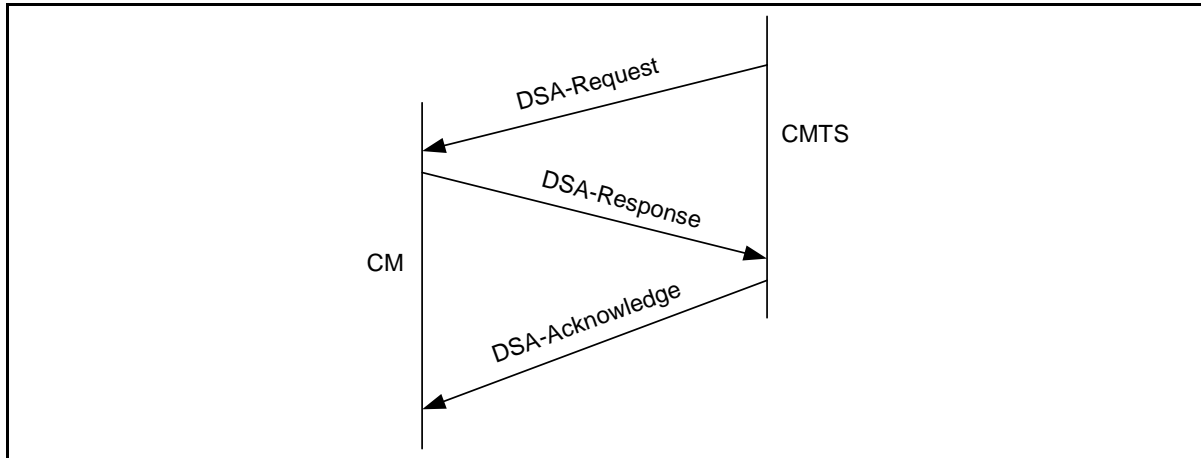 DSA-Request
CMTS
DSA-Response
CM
DSA-Acknowledge